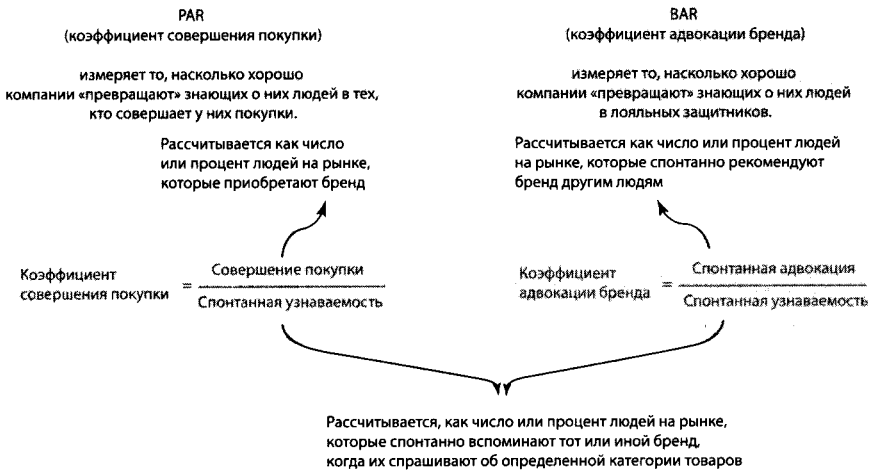 PAR
(коэффициент совершения покупки)
измеряет то, насколько хорошо
компании «превращают» знающих о них людей в тех,
кто совершает у них покупки.
Рассчитывается как число
или процент людей на рынке,
которые приобретают бренд
Коэффициент
совершения покупки
=
Совершение покупки
Спонтанная узнаваемость
BAR
(коэффициент адвокации бренда)
измеряет то, насколько хорошо
компании «превращают» знающих о них людей
в лояльных защитников.
Рассчитывается как число или процент людей
на рынке, которые спонтанно рекомендуют
бренд другим людям
Коэффициент
адвокации бренда
=
Спонтанная адвокация
Спонтанная узнаваемость
Рассчитывается, как число или процент людей на рынке,
которые спонтанно вспоминают тот или иной бренд,
когда их спрашивают об определенной категории товаров